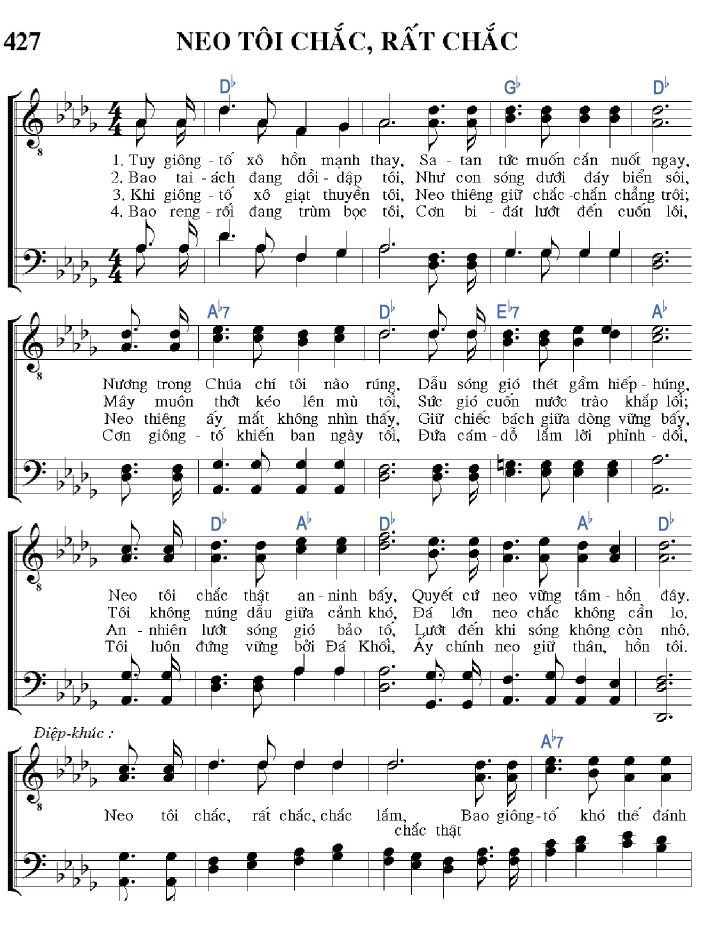 427 NEO TÔI CHẮC, RẤT CHẮC
D♭ G♭ D♭
1. Tuy giông-tố xô hồn mạnh thay, Sa-tan tức muốn cắn nuốt ngay,
2. Bao tai-ách đang dồi-dập tôi, Như con sóng dưới đáy biển sôi,
3. Khi giông-tố xô giạt thuyền tôi, Neo thiêng giữ chắc-chắn chẳng trôi;
4. Bao reng-rối đang trùm bọc tôi, Cơn bi-đát lướt đến cuốn lôi,
A♭7 D♭ E♭7 A♭
Nương trong Chúa chí tôi nào rúng, Dẫu sóng gió thét gầm hiếp-húng,
Mây muôn thớt kéo lên mù tối, Sức gió cuốn nước trào khắp lối;
Neo thiêng ấy mắt không nhìn thấy, Giữ chiếc bách giữa dòng vững bấy,
Cơn giông-tố khiến ban ngày tối, Đứa cám-dỗ lắm lời phỉnh-dối,
D♭ A♭ D♭ A♭ D♭
Neo tôi chắc thật an-ninh bấy, Quyết cứ neo vững tâm-hồn đây.
Tôi không núng dẫu giữa cảnh khó, Đá lớn neo chắc không cần lo.
An-nhiên lướt sóng gió bão tố, Lướt đến khi sóng không còn nhô.
Tôi luôn đứng vững bởi Đá Khối, Ấy chính neo giữ thân, hồn tôi.
Điệp-khúc :
A♭7
Neo tôi chắc, rất chắc, chắc lắm, Bao giông-tố khó thể đánh
chắc thật